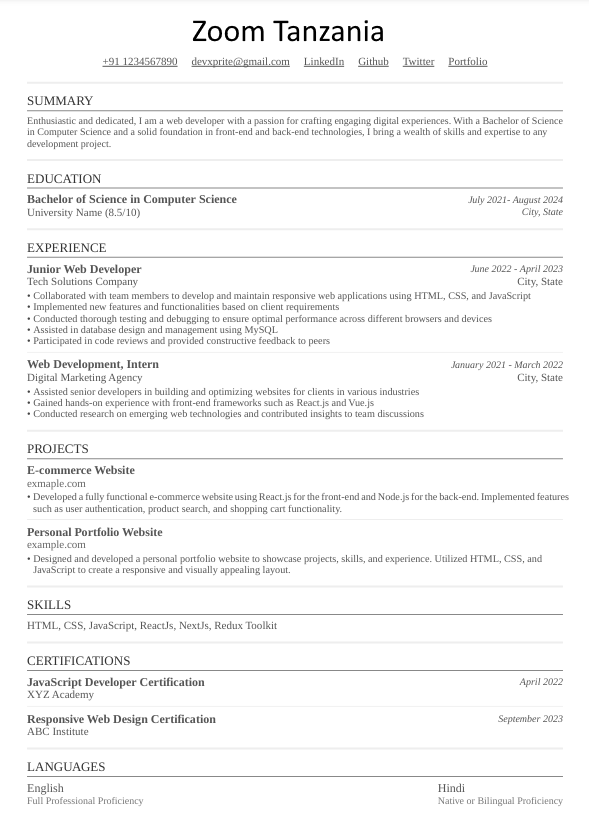 Zoom Tanzania
+91 1234567890 devxprite@gmail.com LinkedIn Github Twitter Portfolio
SUMMARY
Enthusiastic and dedicated, I am a web developer with a passion for crafting engaging digital experiences. With a Bachelor of Science
in Computer Science and a solid foundation in front-end and back-end technologies, I bring a wealth of skills and expertise to any
development project.
EDUCATION
Bachelor of Science in Computer Science July 2021- August 2024
University Name (8.5/10) City, State
EXPERIENCE
Junior Web Developer June 2022 - April 2023
Tech Solutions Company City, State
• Collaborated with team members to develop and maintain responsive web applications using HTML, CSS, and JavaScript
• Implemented new features and functionalities based on client requirements
• Conducted thorough testing and debugging to ensure optimal performance across different browsers and devices
• Assisted in database design and management using MySQL
• Participated in code reviews and provided constructive feedback to peers
Web Development, Intern January 2021 - March 2022
Digital Marketing Agency City, State
• Assisted senior developers in building and optimizing websites for clients in various industries
• Gained hands-on experience with front-end frameworks such as React.js and Vue.js
• Conducted research on emerging web technologies and contributed insights to team discussions
PROJECTS
E-commerce Website
exmaple.com
• Developed a fully functional e-commerce website using React.js for the front-end and Node.js for the back-end. Implemented features
such as user authentication, product search, and shopping cart functionality.
Personal Portfolio Website
example.com
• Designed and developed a personal portfolio website to showcase projects, skills, and experience. Utilized HTML, CSS, and
JavaScript to create a responsive and visually appealing layout.
SKILLS
HTML, CSS, JavaScript, ReactJs, NextJs, Redux Toolkit
CERTIFICATIONS
JavaScript Developer Certification April 2022
XYZ Academy
Responsive Web Design Certification September 2023
ABC Institute
LANGUAGES
English Hindi
Full Professional Proficiency Native or Bilingual Proficiency